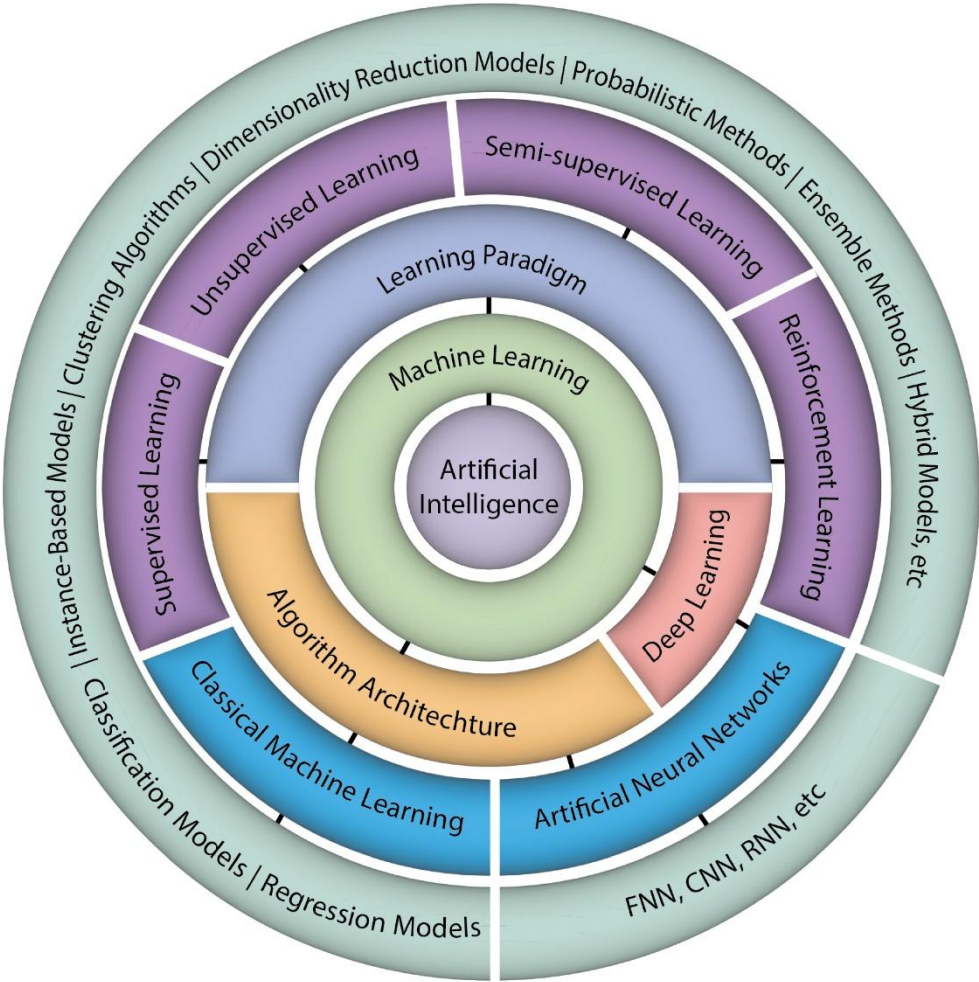 Artificial
Intelligence
Machine Learning
Learning Paradigm
Algorithm Architechture
Deep Learning
Supervised Learning
Unsupervised Learning
Semi-supervised Learning
Reinforcement Learning
Classical Machine Learning
Artificial Neural Networks
Regression Models | Classification Models | Instance-Based Models | Clustering Algorithms | Dimensionality Reduction Models | Probabilistic Methods | Ensemble Methods | Hybrid Models, etc
FNN, CNN, RNN, etc